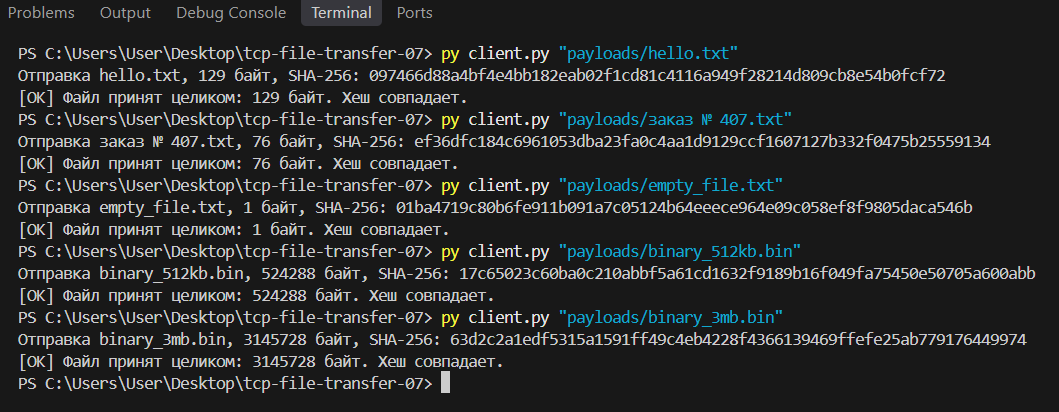 Problems Output Debug Console Terminal Ports
PS C:\Users\User\Desktop\tcp-file-transfer-07> py client.py "payloads/hello.txt"
Отправка hello.txt, 129 байт, SHA-256: 097466d88a4bf4e4bb182eab02f1cd81c4116a949f28214d809cb8e54b0fcf72
[OK] Файл принят целиком: 129 байт. Хеш совпадает.
PS C:\Users\User\Desktop\tcp-file-transfer-07> py client.py "payloads/заказ № 407.txt"
Отправка заказ № 407.txt, 76 байт, SHA-256: ef36dfc184c6961053dba23fa0c4aa1d9129ccf1607127b332f0475b25559134
[OK] Файл принят целиком: 76 байт. Хеш совпадает.
PS C:\Users\User\Desktop\tcp-file-transfer-07> py client.py "payloads/empty_file.txt"
Отправка empty_file.txt, 1 байт, SHA-256: 01ba4719c80b6fe911b091a7c05124b64eeece964e09c058ef8f9805daca546b
[OK] Файл принят целиком: 1 байт. Хеш совпадает.
PS C:\Users\User\Desktop\tcp-file-transfer-07> py client.py "payloads/binary_512kb.bin"
Отправка binary_512kb.bin, 524288 байт, SHA-256: 17c65023c60ba0c210abbf5a61cd1632f9189b16f049fa75450e50705a600abb
[OK] Файл принят целиком: 524288 байт. Хеш совпадает.
PS C:\Users\User\Desktop\tcp-file-transfer-07> py client.py "payloads/binary_3mb.bin"
Отправка binary_3mb.bin, 3145728 байт, SHA-256: 63d2c2a1edf5315a1591ff49c4eb4228f4366139469ffefe25ab779176449974
[OK] Файл принят целиком: 3145728 байт. Хеш совпадает.
PS C:\Users\User\Desktop\tcp-file-transfer-07>